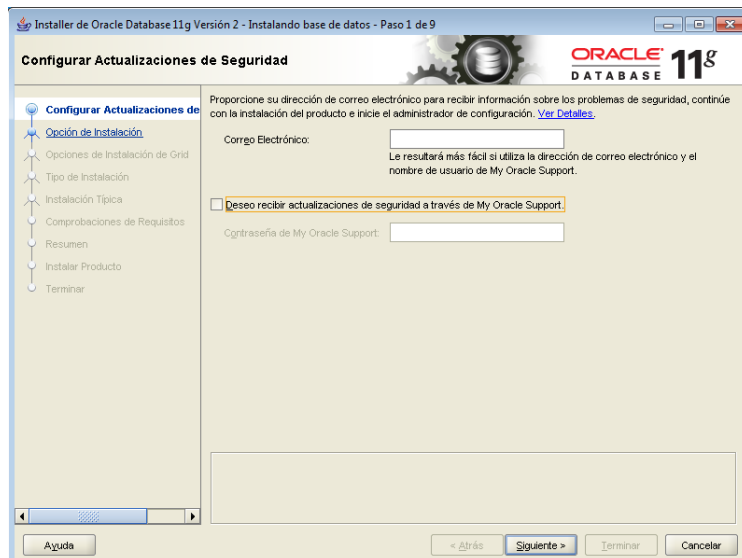 Installer de Oracle Database 11g Versión 2 - Instalando base de datos - Paso 1 de 9
Configurar Actualizaciones de Seguridad
ORACLE
DATABASE 11g
Configurar Actualizaciones de
Opción de Instalación
Opciones de Instalación de Grid
Tipo de Instalación
Instalación Típica
Comprobaciones de Requisitos
Resumen
Instalar Producto
Terminar
Proporcione su dirección de correo electrónico para recibir información sobre los problemas de seguridad, continúe
con la instalación del producto e inicie el administrador de configuración. Ver Detalles.
Correo Electrónico:
Le resultará más fácil si utiliza la dirección de correo electrónico y el
nombre de usuario de My Oracle Support.
Deseo recibir actualizaciones de seguridad a través de My Oracle Support.
Contraseña de My Oracle Support:
Ayuda
< Atrás
Siguiente >
Terminar
Cancelar